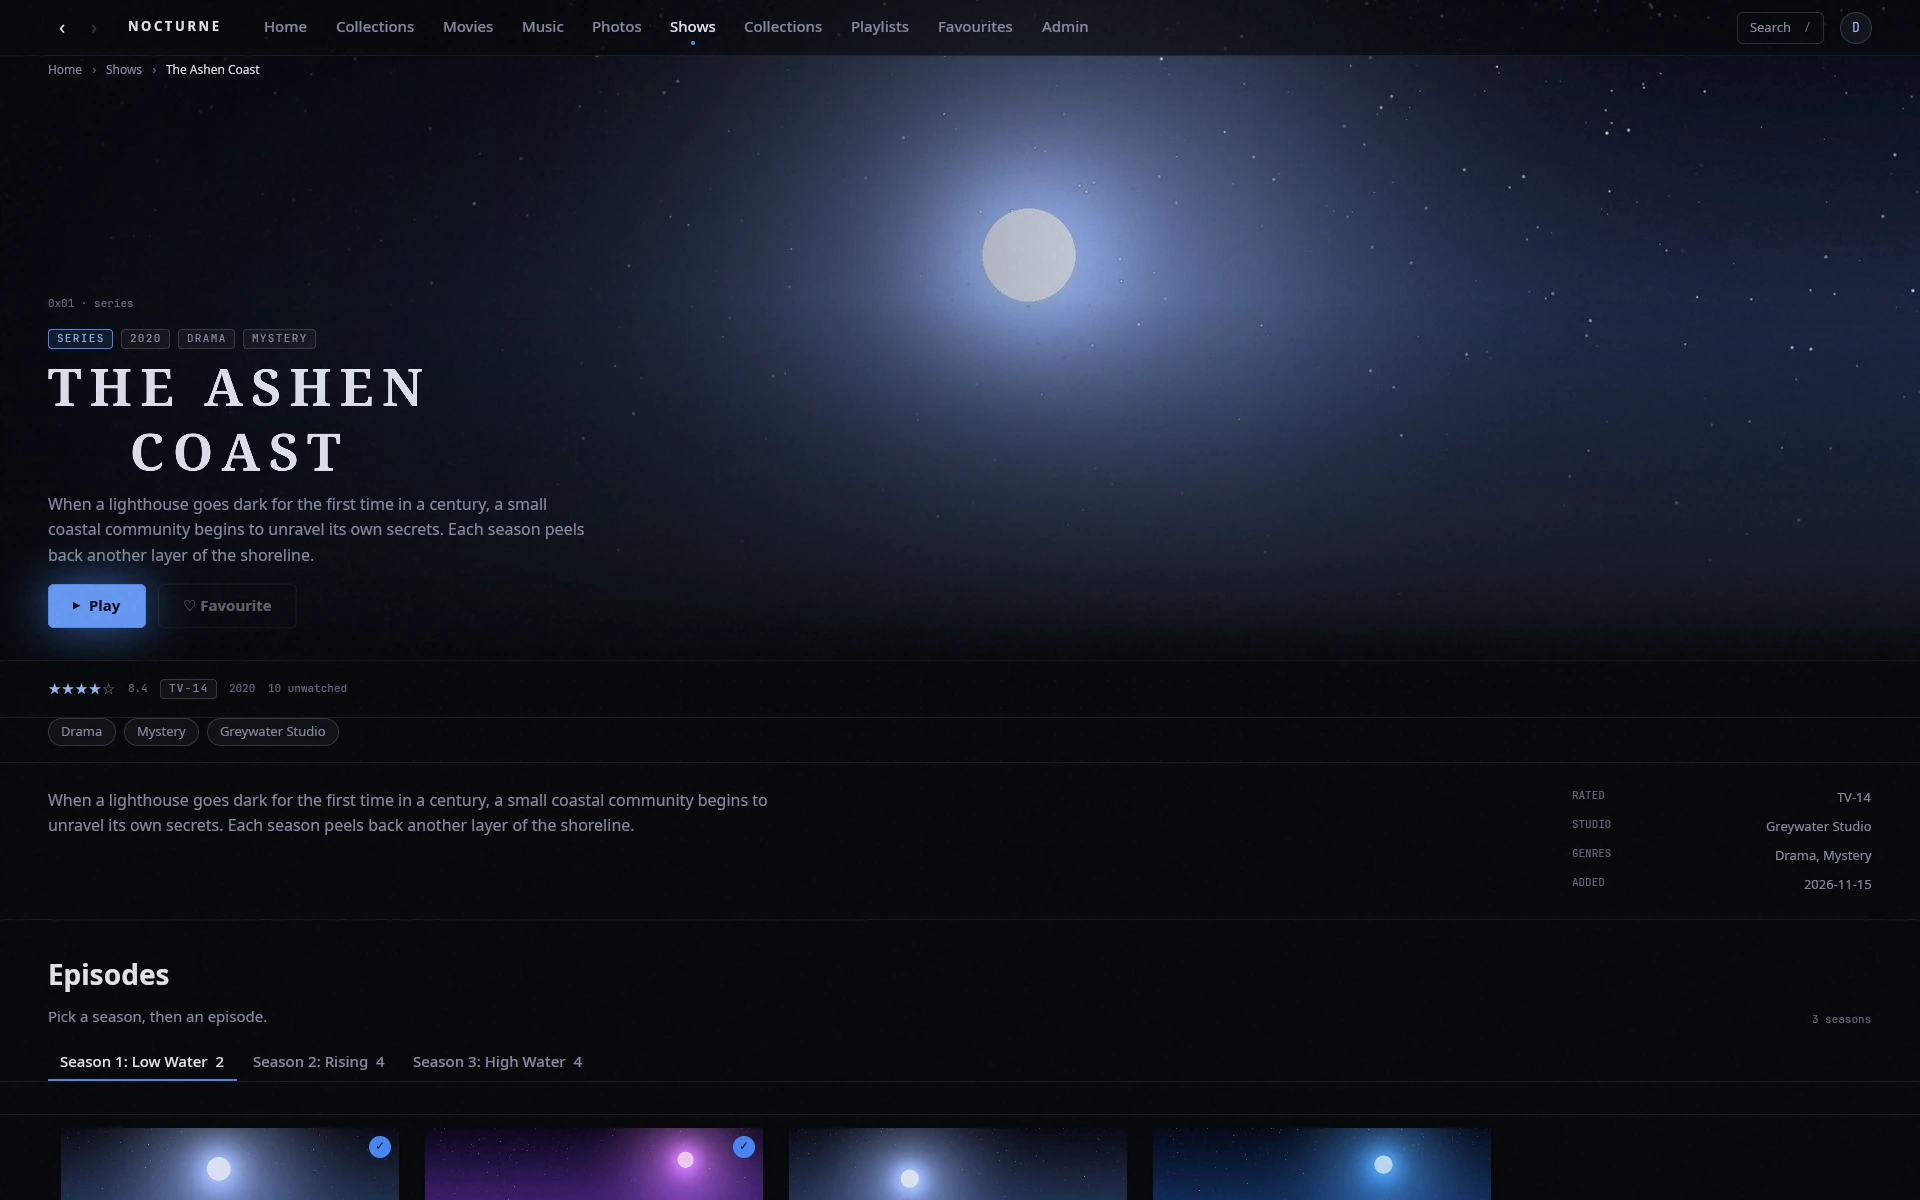 ‹ › NOCTURNE Home Collections Movies Music Photos Shows Collections Playlists Favourites Admin Search / D
Home › Shows › The Ashen Coast
0x01 · series
SERIES 2020 DRAMA MYSTERY
THE ASHEN
COAST
When a lighthouse goes dark for the first time in a century, a small
coastal community begins to unravel its own secrets. Each season peels
back another layer of the shoreline.
▶ Play ♡ Favourite
★★★★☆ 8.4 TV-14 2020 10 unwatched
Drama Mystery Greywater Studio
When a lighthouse goes dark for the first time in a century, a small coastal community begins to
unravel its own secrets. Each season peels back another layer of the shoreline.
RATED TV-14
STUDIO Greywater Studio
GENRES Drama, Mystery
ADDED 2026-11-15
Episodes
Pick a season, then an episode.
3 seasons
Season 1: Low Water 2 Season 2: Rising 4 Season 3: High Water 4
✓ ✓